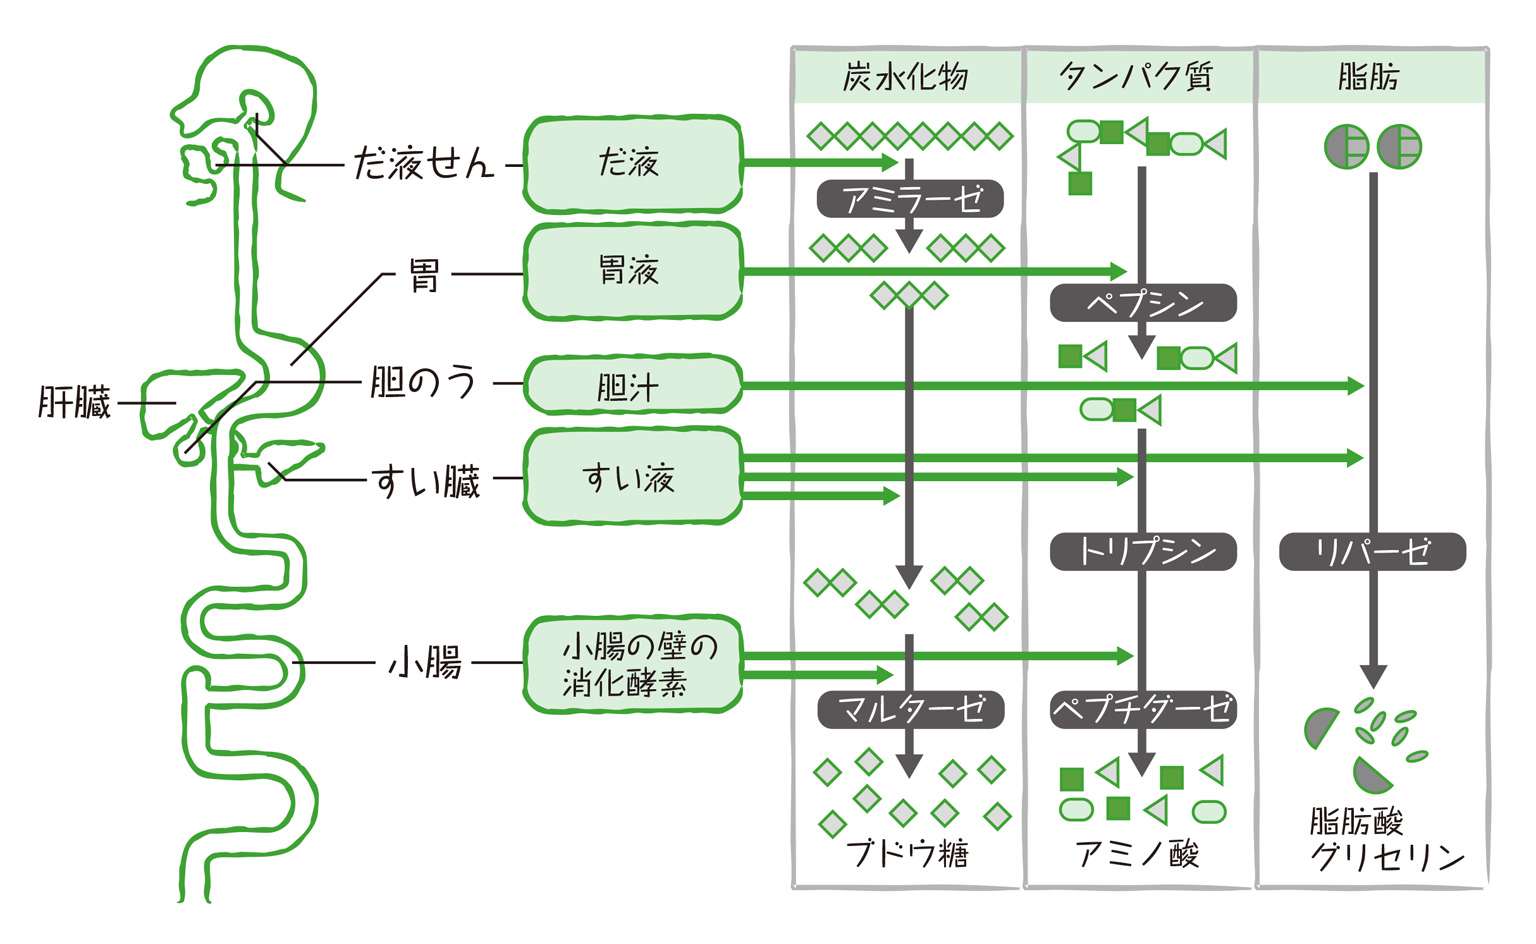 炭水化物
タンパク質
脂肪
だ液せん
だ液
アミラーゼ
胃
胃液
ペプシン
肝臓
胆のう
胆汁
すい臓
すい液
トリプシン
リパーゼ
小腸
小腸の壁の
消化酵素
マルターゼ
ペプチダーゼ
ブドウ糖
アミノ酸
脂肪酸
グリセリン